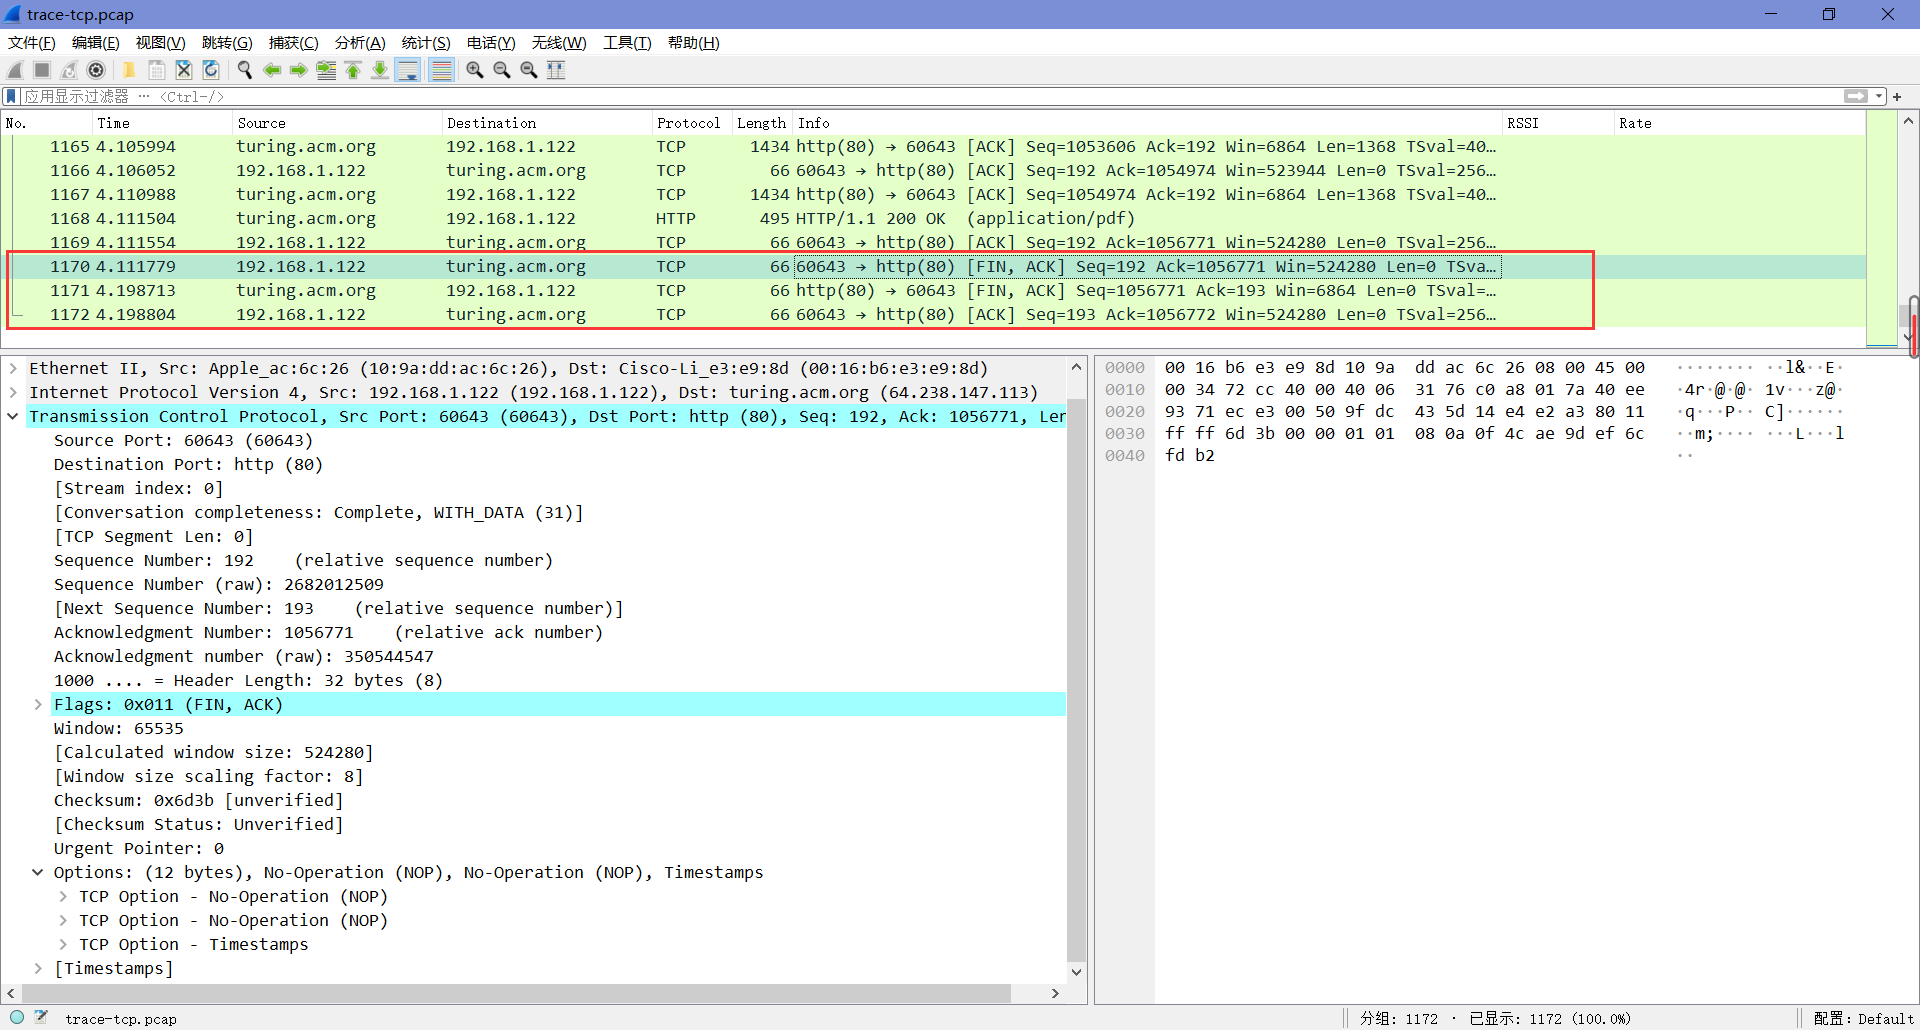 trace-tcp.pcap
文件(F) 编辑(E) 视图(V) 跳转(G) 捕获(C) 分析(A) 统计(S) 电话(Y) 无线(W) 工具(T) 帮助(H)
应用显示过滤器 … <Ctrl-/>
No. Time Source Destination Protocol Length Info RSSI Rate
1165 4.105994 turing.acm.org 192.168.1.122 TCP 1434 http(80) → 60643 [ACK] Seq=1053606 Ack=192 Win=6864 Len=1368 TSval=40…
1166 4.106052 192.168.1.122 turing.acm.org TCP 66 60643 → http(80) [ACK] Seq=192 Ack=1054974 Win=523944 Len=0 TSval=256…
1167 4.110988 turing.acm.org 192.168.1.122 TCP 1434 http(80) → 60643 [ACK] Seq=1054974 Ack=192 Win=6864 Len=1368 TSval=40…
1168 4.111504 turing.acm.org 192.168.1.122 HTTP 495 HTTP/1.1 200 OK (application/pdf)
1169 4.111554 192.168.1.122 turing.acm.org TCP 66 60643 → http(80) [ACK] Seq=192 Ack=1056771 Win=524280 Len=0 TSval=256…
1170 4.111779 192.168.1.122 turing.acm.org TCP 66 60643 → http(80) [FIN, ACK] Seq=192 Ack=1056771 Win=524280 Len=0 TSva…
1171 4.198713 turing.acm.org 192.168.1.122 TCP 66 http(80) → 60643 [FIN, ACK] Seq=1056771 Ack=193 Win=6864 Len=0 TSval=…
1172 4.198804 192.168.1.122 turing.acm.org TCP 66 60643 → http(80) [ACK] Seq=193 Ack=1056772 Win=524280 Len=0 TSval=256…
Ethernet II, Src: Apple_ac:6c:26 (10:9a:dd:ac:6c:26), Dst: Cisco-Li_e3:e9:8d (00:16:b6:e3:e9:8d)
Internet Protocol Version 4, Src: 192.168.1.122 (192.168.1.122), Dst: turing.acm.org (64.238.147.113)
Transmission Control Protocol, Src Port: 60643 (60643), Dst Port: http (80), Seq: 192, Ack: 1056771, Ler
Source Port: 60643 (60643)
Destination Port: http (80)
[Stream index: 0]
[Conversation completeness: Complete, WITH_DATA (31)]
[TCP Segment Len: 0]
Sequence Number: 192 (relative sequence number)
Sequence Number (raw): 2682012509
[Next Sequence Number: 193 (relative sequence number)]
Acknowledgment Number: 1056771 (relative ack number)
Acknowledgment number (raw): 350544547
1000 .... = Header Length: 32 bytes (8)
Flags: 0x011 (FIN, ACK)
Window: 65535
[Calculated window size: 524280]
[Window size scaling factor: 8]
Checksum: 0x6d3b [unverified]
[Checksum Status: Unverified]
Urgent Pointer: 0
Options: (12 bytes), No-Operation (NOP), No-Operation (NOP), Timestamps
TCP Option - No-Operation (NOP)
TCP Option - No-Operation (NOP)
TCP Option - Timestamps
[Timestamps]
0000 00 16 b6 e3 e9 8d 10 9a dd ac 6c 26 08 00 45 00 ········ ··l&··E·
0010 00 34 72 cc 40 00 40 06 31 76 c0 a8 01 7a 40 ee ·4r·@·@· 1v···z@·
0020 93 71 ec e3 00 50 9f dc 43 5d 14 e4 e2 a3 80 11 ·q···P·· C]······
0030 ff ff 6d 3b 00 00 01 01 08 0a 0f 4c ae 9d ef 6c ··m;···· ···L···l
0040 fd b2 ··
trace-tcp.pcap
分组: 1172 · 已显示: 1172 (100.0%)
配置: Default